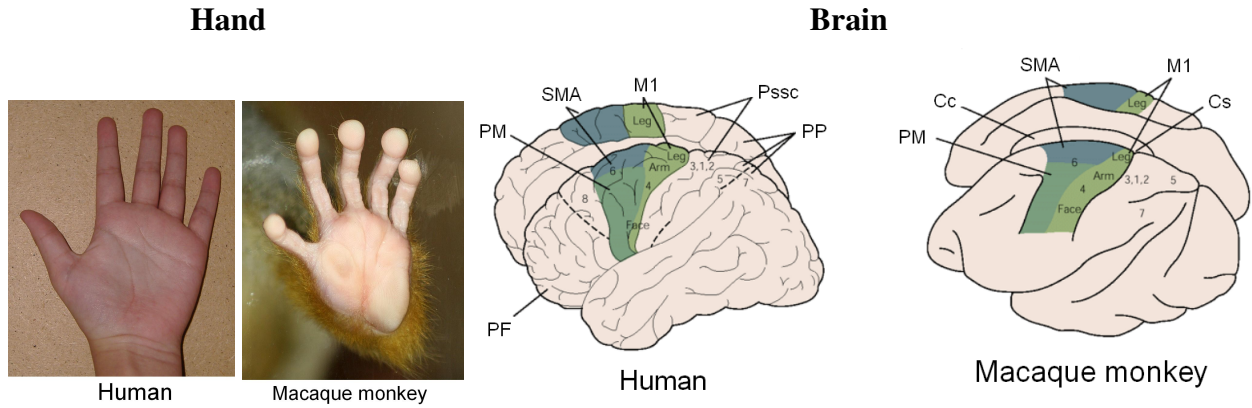 Hand
Brain
Human
Macaque monkey
SMA
M1
Pssc
PM
PP
PF
Leg
Leg
6
Arm
4
Face
8
3,1,2
5
7
Human
SMA
M1
Cc
Cs
PM
Leg
Leg
6
Arm
4
Face
3,1,2
5
7
Macaque monkey